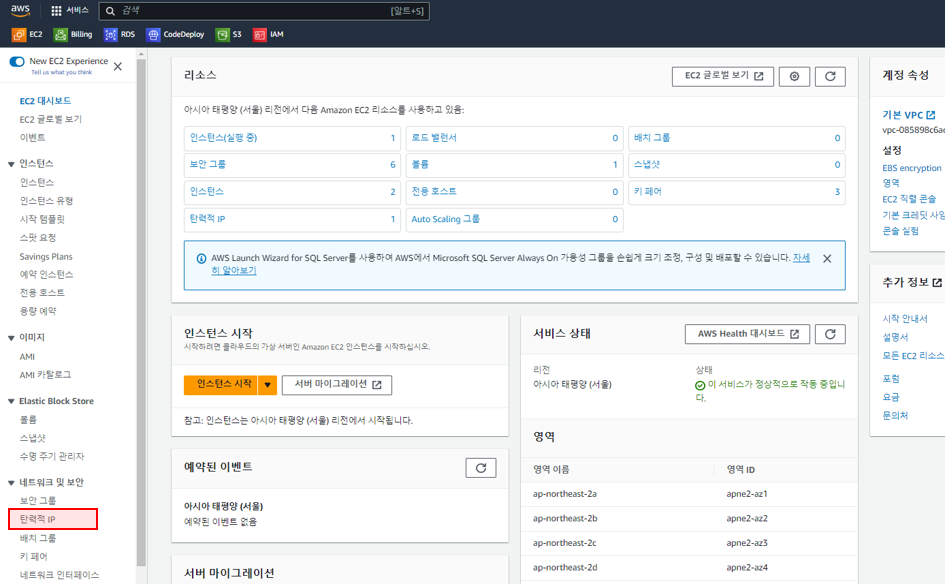 aws
서비스
검색
[알트+S]
EC2
Billing
RDS
CodeDeploy
S3
IAM
New EC2 Experience
Tell us what you think
EC2 대시보드
EC2 글로벌 보기
이벤트
인스턴스
인스턴스
인스턴스 유형
시작 템플릿
스팟 요청
Savings Plans
예약 인스턴스
전용 호스트
용량 예약
이미지
AMI
AMI 카탈로그
Elastic Block Store
볼륨
스냅샷
수명 주기 관리자
네트워크 및 보안
보안 그룹
탄력적 IP
배치 그룹
키 페어
네트워크 인터페이스
리소스
EC2 글로벌 보기
아시아 태평양 (서울) 리전에서 다음 Amazon EC2 리소스를 사용하고 있음:
인스턴스(실행 중) 1
로드 밸런서 0
배치 그룹 0
보안 그룹 6
볼륨 1
스냅샷 0
인스턴스 2
전용 호스트 0
키 페어 3
탄력적 IP 1
Auto Scaling 그룹 0
AWS Launch Wizard for SQL Server를 사용하여 AWS에서 Microsoft SQL Server Always On 가용성 그룹을 손쉽게 크기 조정, 구성 및 배포할 수 있습니다. 자세
히 알아보기
인스턴스 시작
시작하려면 클라우드의 가상 서버인 Amazon EC2 인스턴스를 시작하십시오.
인스턴스 시작
서버 마이그레이션
참고: 인스턴스는 아시아 태평양 (서울) 리전에서 시작됩니다.
예약된 이벤트
아시아 태평양 (서울)
예약된 이벤트 없음
서버 마이그레이션
서비스 상태
AWS Health 대시보드
리전
아시아 태평양 (서울)
상태
이 서비스가 정상적으로 작동 중입니
다.
영역
영역 이름 영역 ID
ap-northeast-2a apne2-az1
ap-northeast-2b apne2-az2
ap-northeast-2c apne2-az3
ap-northeast-2d apne2-az4
계정 속성
기본 VPC
vpc-085898c6a
설정
EBS encryption
영역
EC2 직렬 콘솔
기본 크레딧 사양
콘솔 실험
추가 정보
시작 안내서
설명서
모든 EC2 리소스
포럼
요금
문의처